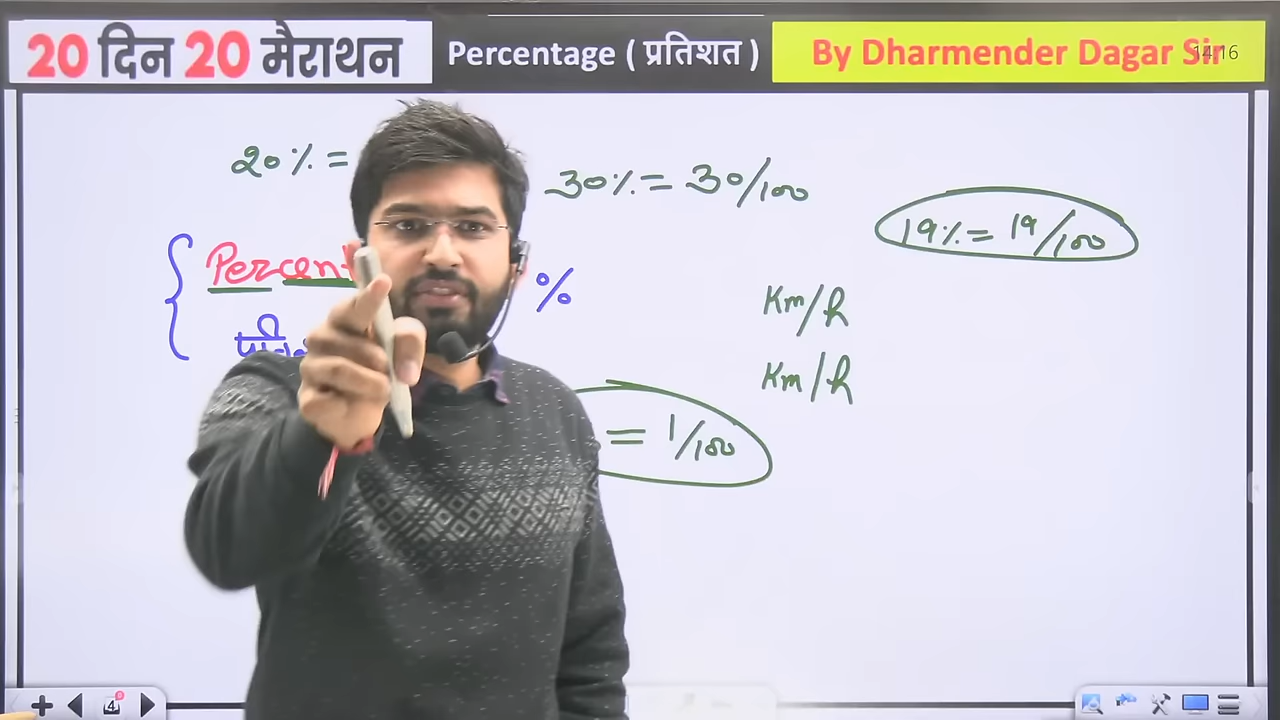 20 दिन 20 मैराथन
Percentage ( प्रतिशत )
By Dharmender Dagar Sir
14:16
20% =
30% = 30/100
19% = 19/100
Percent
%
Km/h
Km/h
= 1/100
4